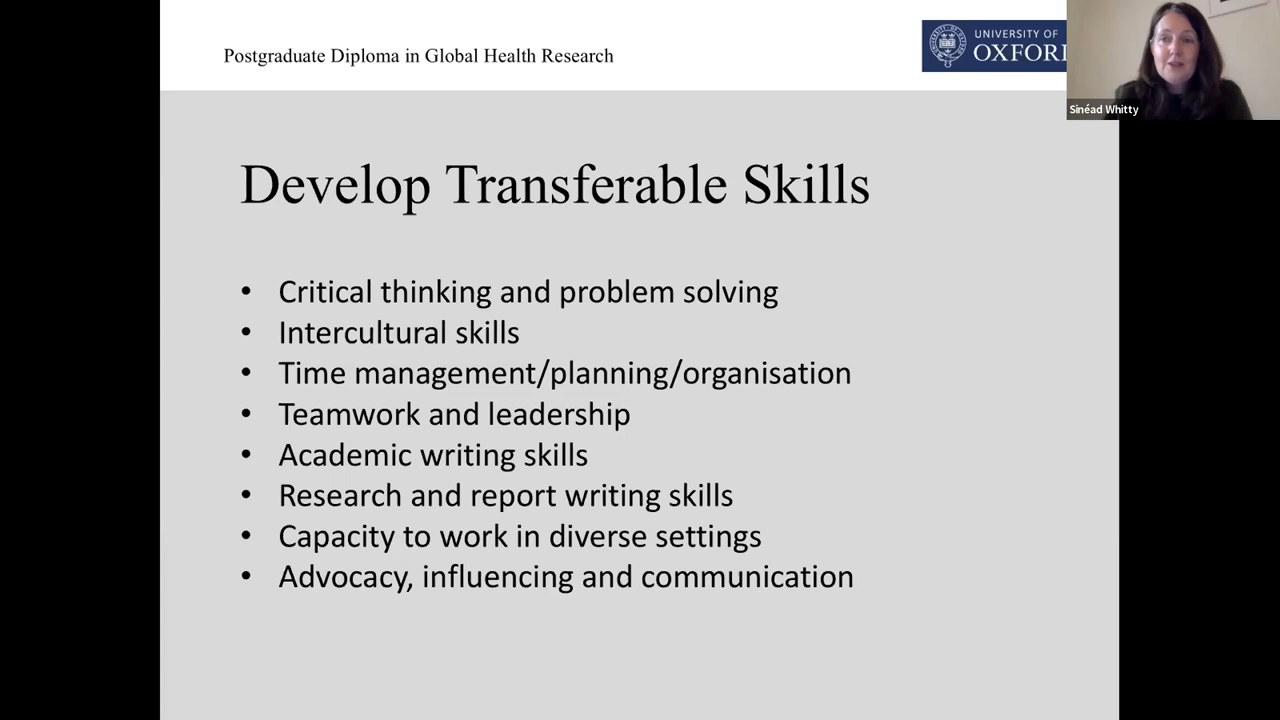 Postgraduate Diploma in Global Health Research
UNIVERSITY OF
OXFORD
Sinéad Whitty
Develop Transferable Skills
• Critical thinking and problem solving
• Intercultural skills
• Time management/planning/organisation
• Teamwork and leadership
• Academic writing skills
• Research and report writing skills
• Capacity to work in diverse settings
• Advocacy, influencing and communication